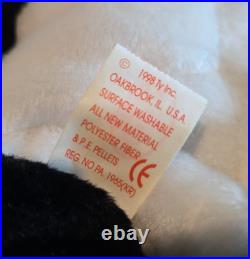 © 1998 Ty Inc.
OAKBROOK, IL. U.S.A.
SURFACE WASHABLE
ALL NEW MATERIAL
POLYESTER FIBER
& P.E. PELLETS CE
REG. NO PA. 1965(KR)